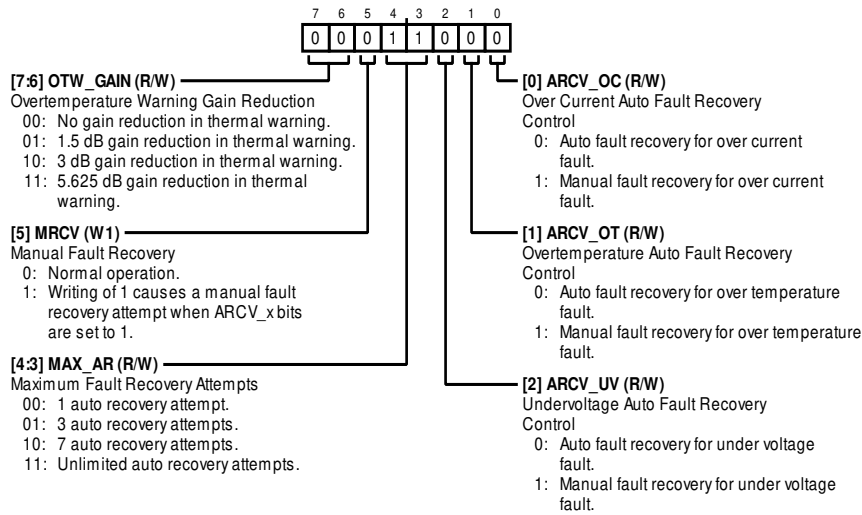 7 6 5 4 3 2 1 0
0 0 0 1 1 0 0 0
[7:6] OTW_GAIN (R/W)
Overtemperature Warning Gain Reduction
00: No gain reduction in thermal warning.
01: 1.5 dB gain reduction in thermal warning.
10: 3 dB gain reduction in thermal warning.
11: 5.625 dB gain reduction in thermal
warning.
[5] MRCV (W1)
Manual Fault Recovery
0: Normal operation.
1: Writing of 1 causes a manual fault
recovery attempt when ARCV_x bits
are set to 1.
[4:3] MAX_AR (R/W)
Maximum Fault Recovery Attempts
00: 1 auto recovery attempt.
01: 3 auto recovery attempts.
10: 7 auto recovery attempts.
11: Unlimited auto recovery attempts.
[0] ARCV_OC (R/W)
Over Current Auto Fault Recovery
Control
0: Auto fault recovery for over current
fault.
1: Manual fault recovery for over current
fault.
[1] ARCV_OT (R/W)
Overtemperature Auto Fault Recovery
Control
0: Auto fault recovery for over temperature
fault.
1: Manual fault recovery for over temperature
fault.
[2] ARCV_UV (R/W)
Undervoltage Auto Fault Recovery
Control
0: Auto fault recovery for under voltage
fault.
1: Manual fault recovery for under voltage
fault.